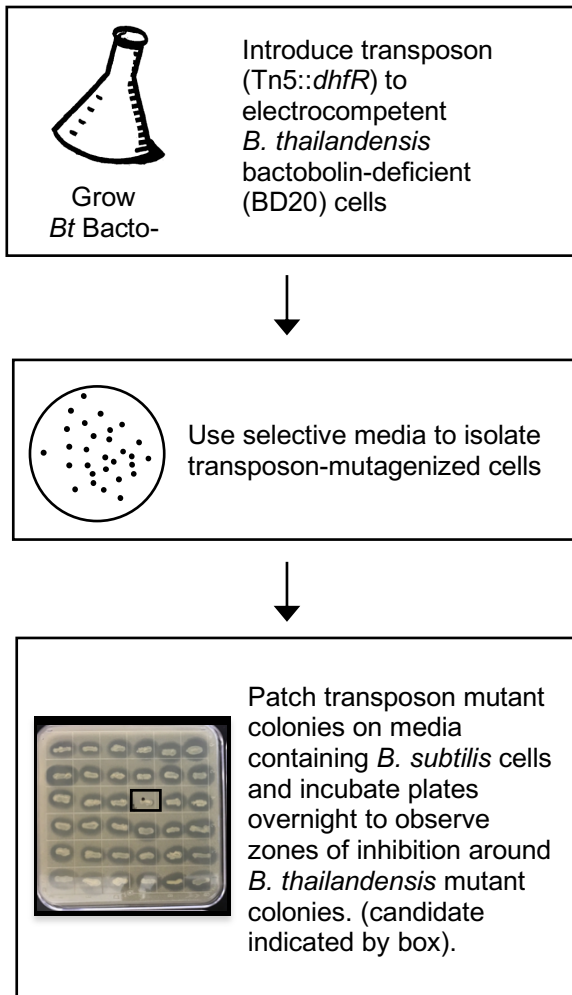 Introduce transposon
(Tn5::dhfR) to
electrocompetent
B. thailandensis
bactobolin-deficient
(BD20) cells
Grow
Bt Bacto-
Use selective media to isolate
transposon-mutagenized cells
Patch transposon mutant
colonies on media
containing B. subtilis cells
and incubate plates
overnight to observe
zones of inhibition around
B. thailandensis mutant
colonies. (candidate
indicated by box).